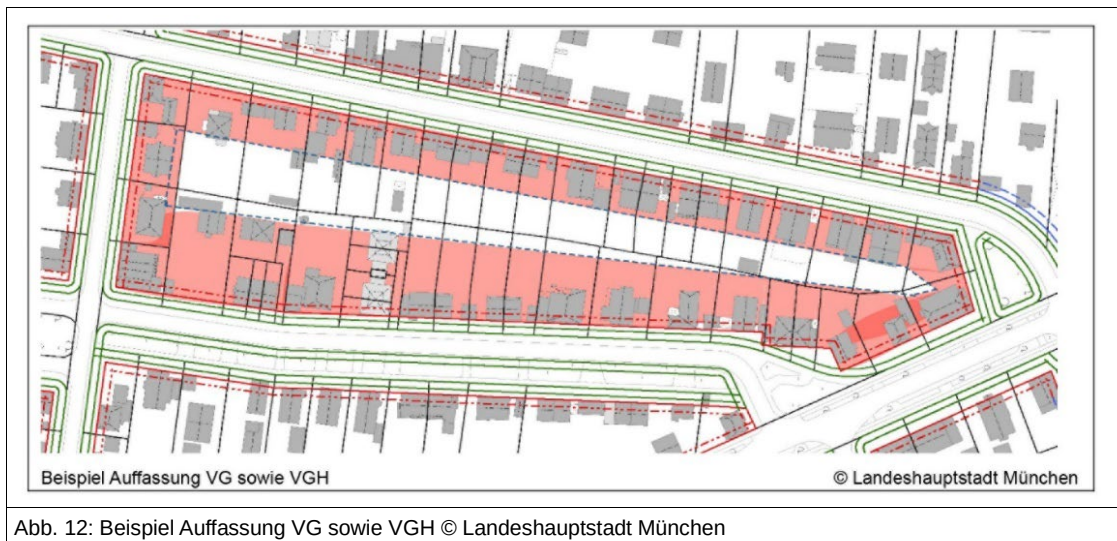 Beispiel Auffassung VG sowie VGH
© Landeshauptstadt München
Abb. 12: Beispiel Auffassung VG sowie VGH © Landeshauptstadt München